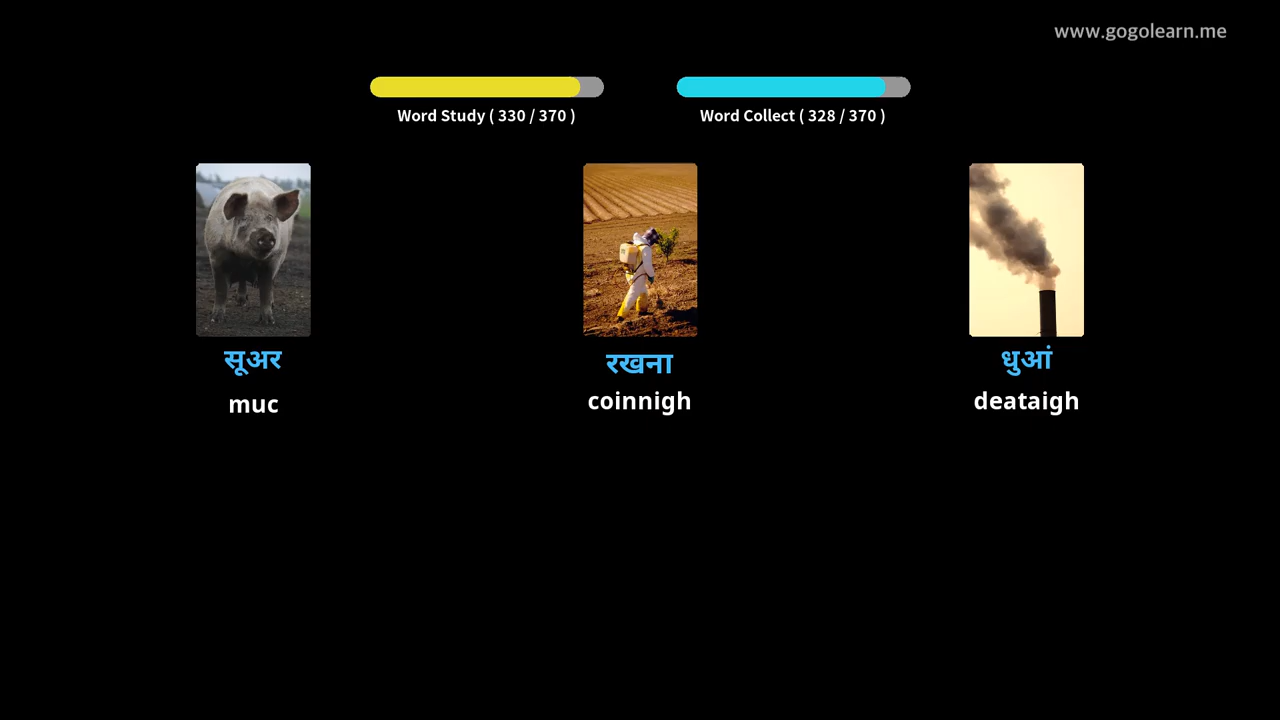 www.gogolearn.me
Word Study ( 330 / 370 )
Word Collect ( 328 / 370 )
सूअर
रखना
धुआं
muc
coinnigh
deataigh